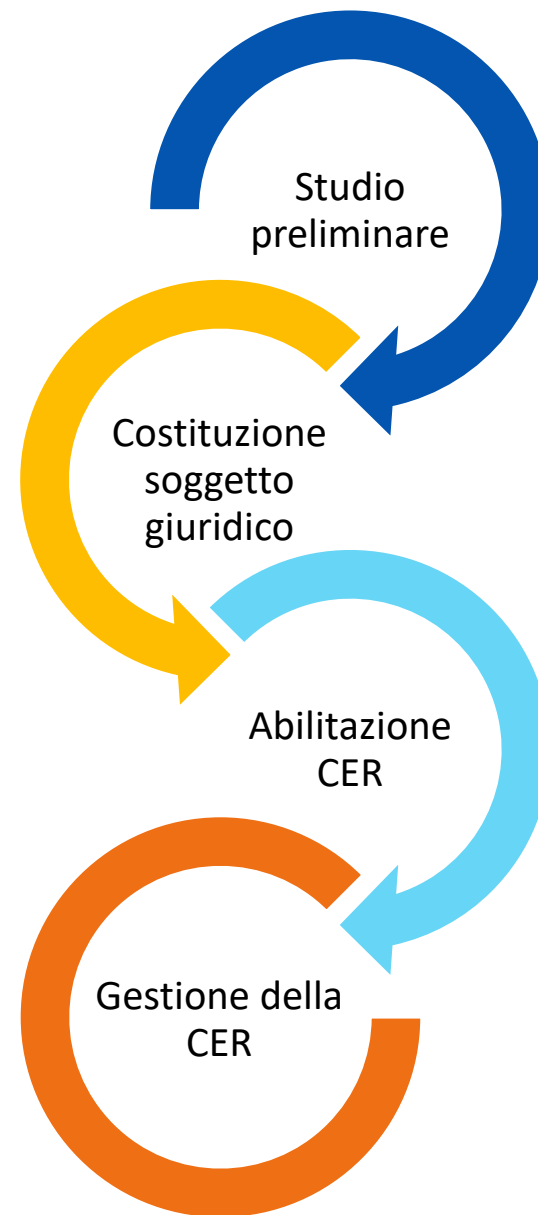 Studio
preliminare
Costituzione
soggetto
giuridico
Abilitazione
CER
Gestione della
CER